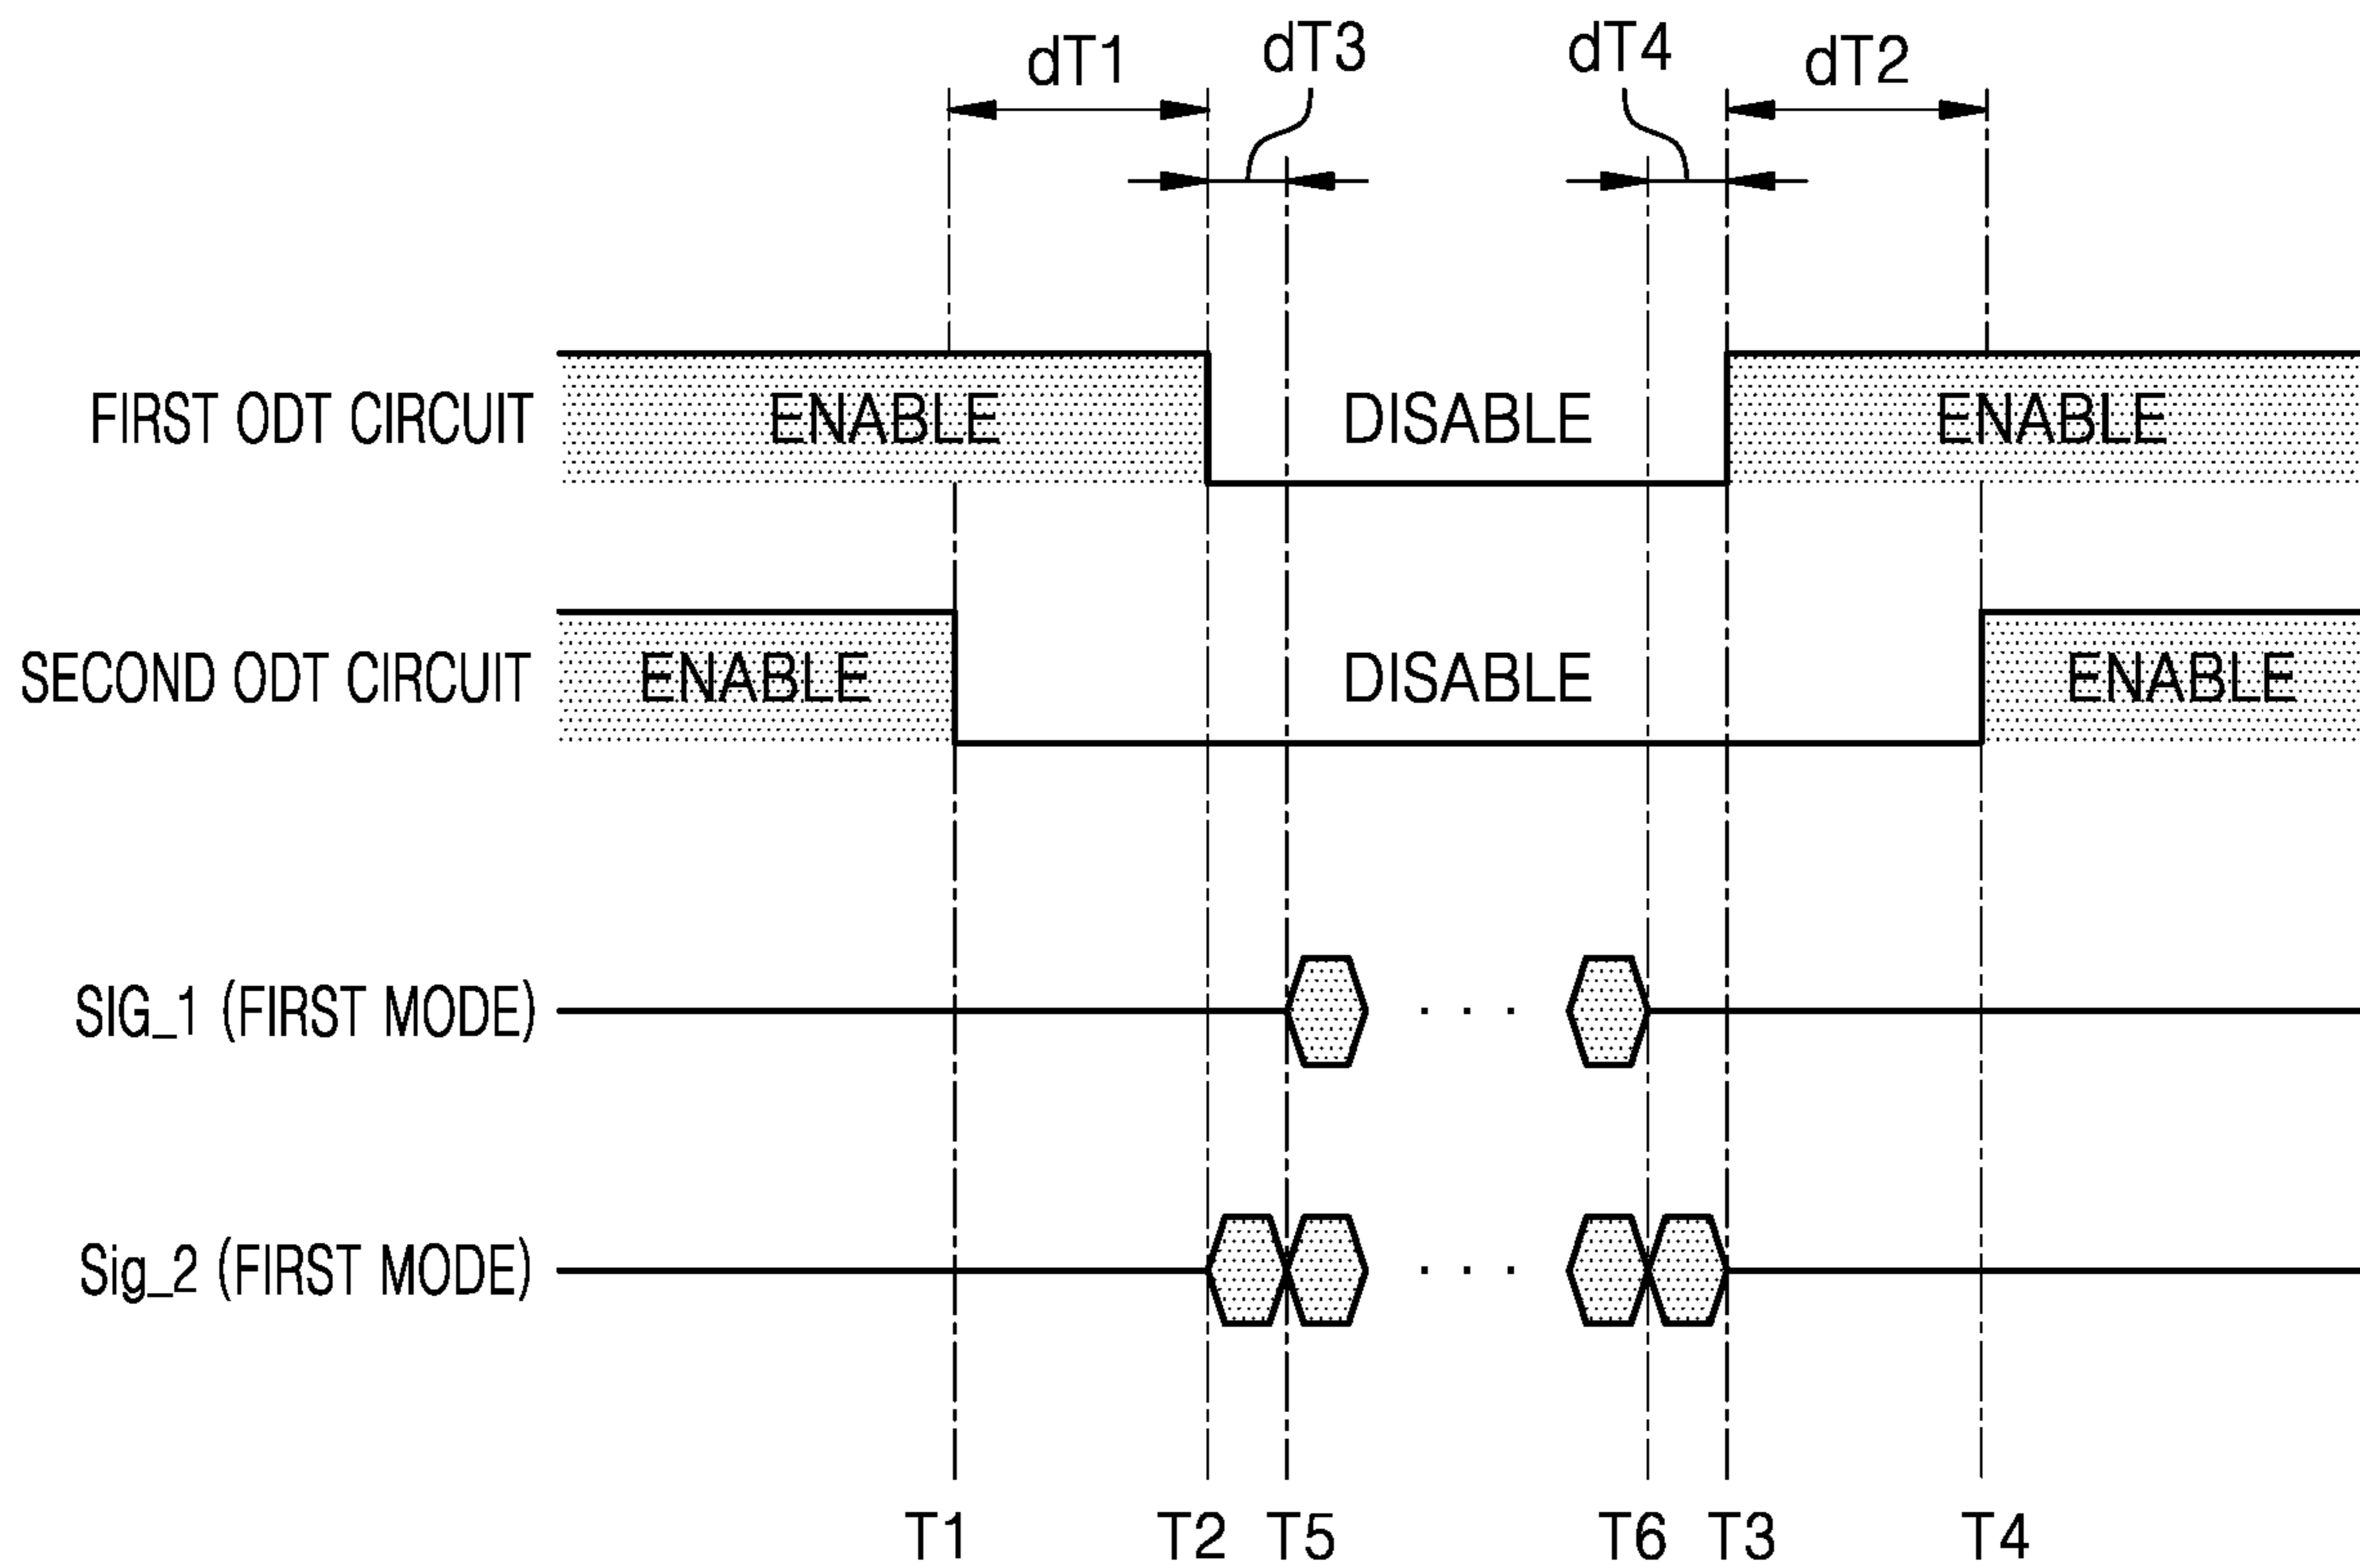 dT1 dT3 dT4 dT2
FIRST ODT CIRCUIT ENABLE DISABLE ENABLE
SECOND ODT CIRCUIT ENABLE DISABLE ENABLE
SIG_1 (FIRST MODE) . . .
Sig_2 (FIRST MODE) . . .
T1 T2 T5 T6 T3 T4